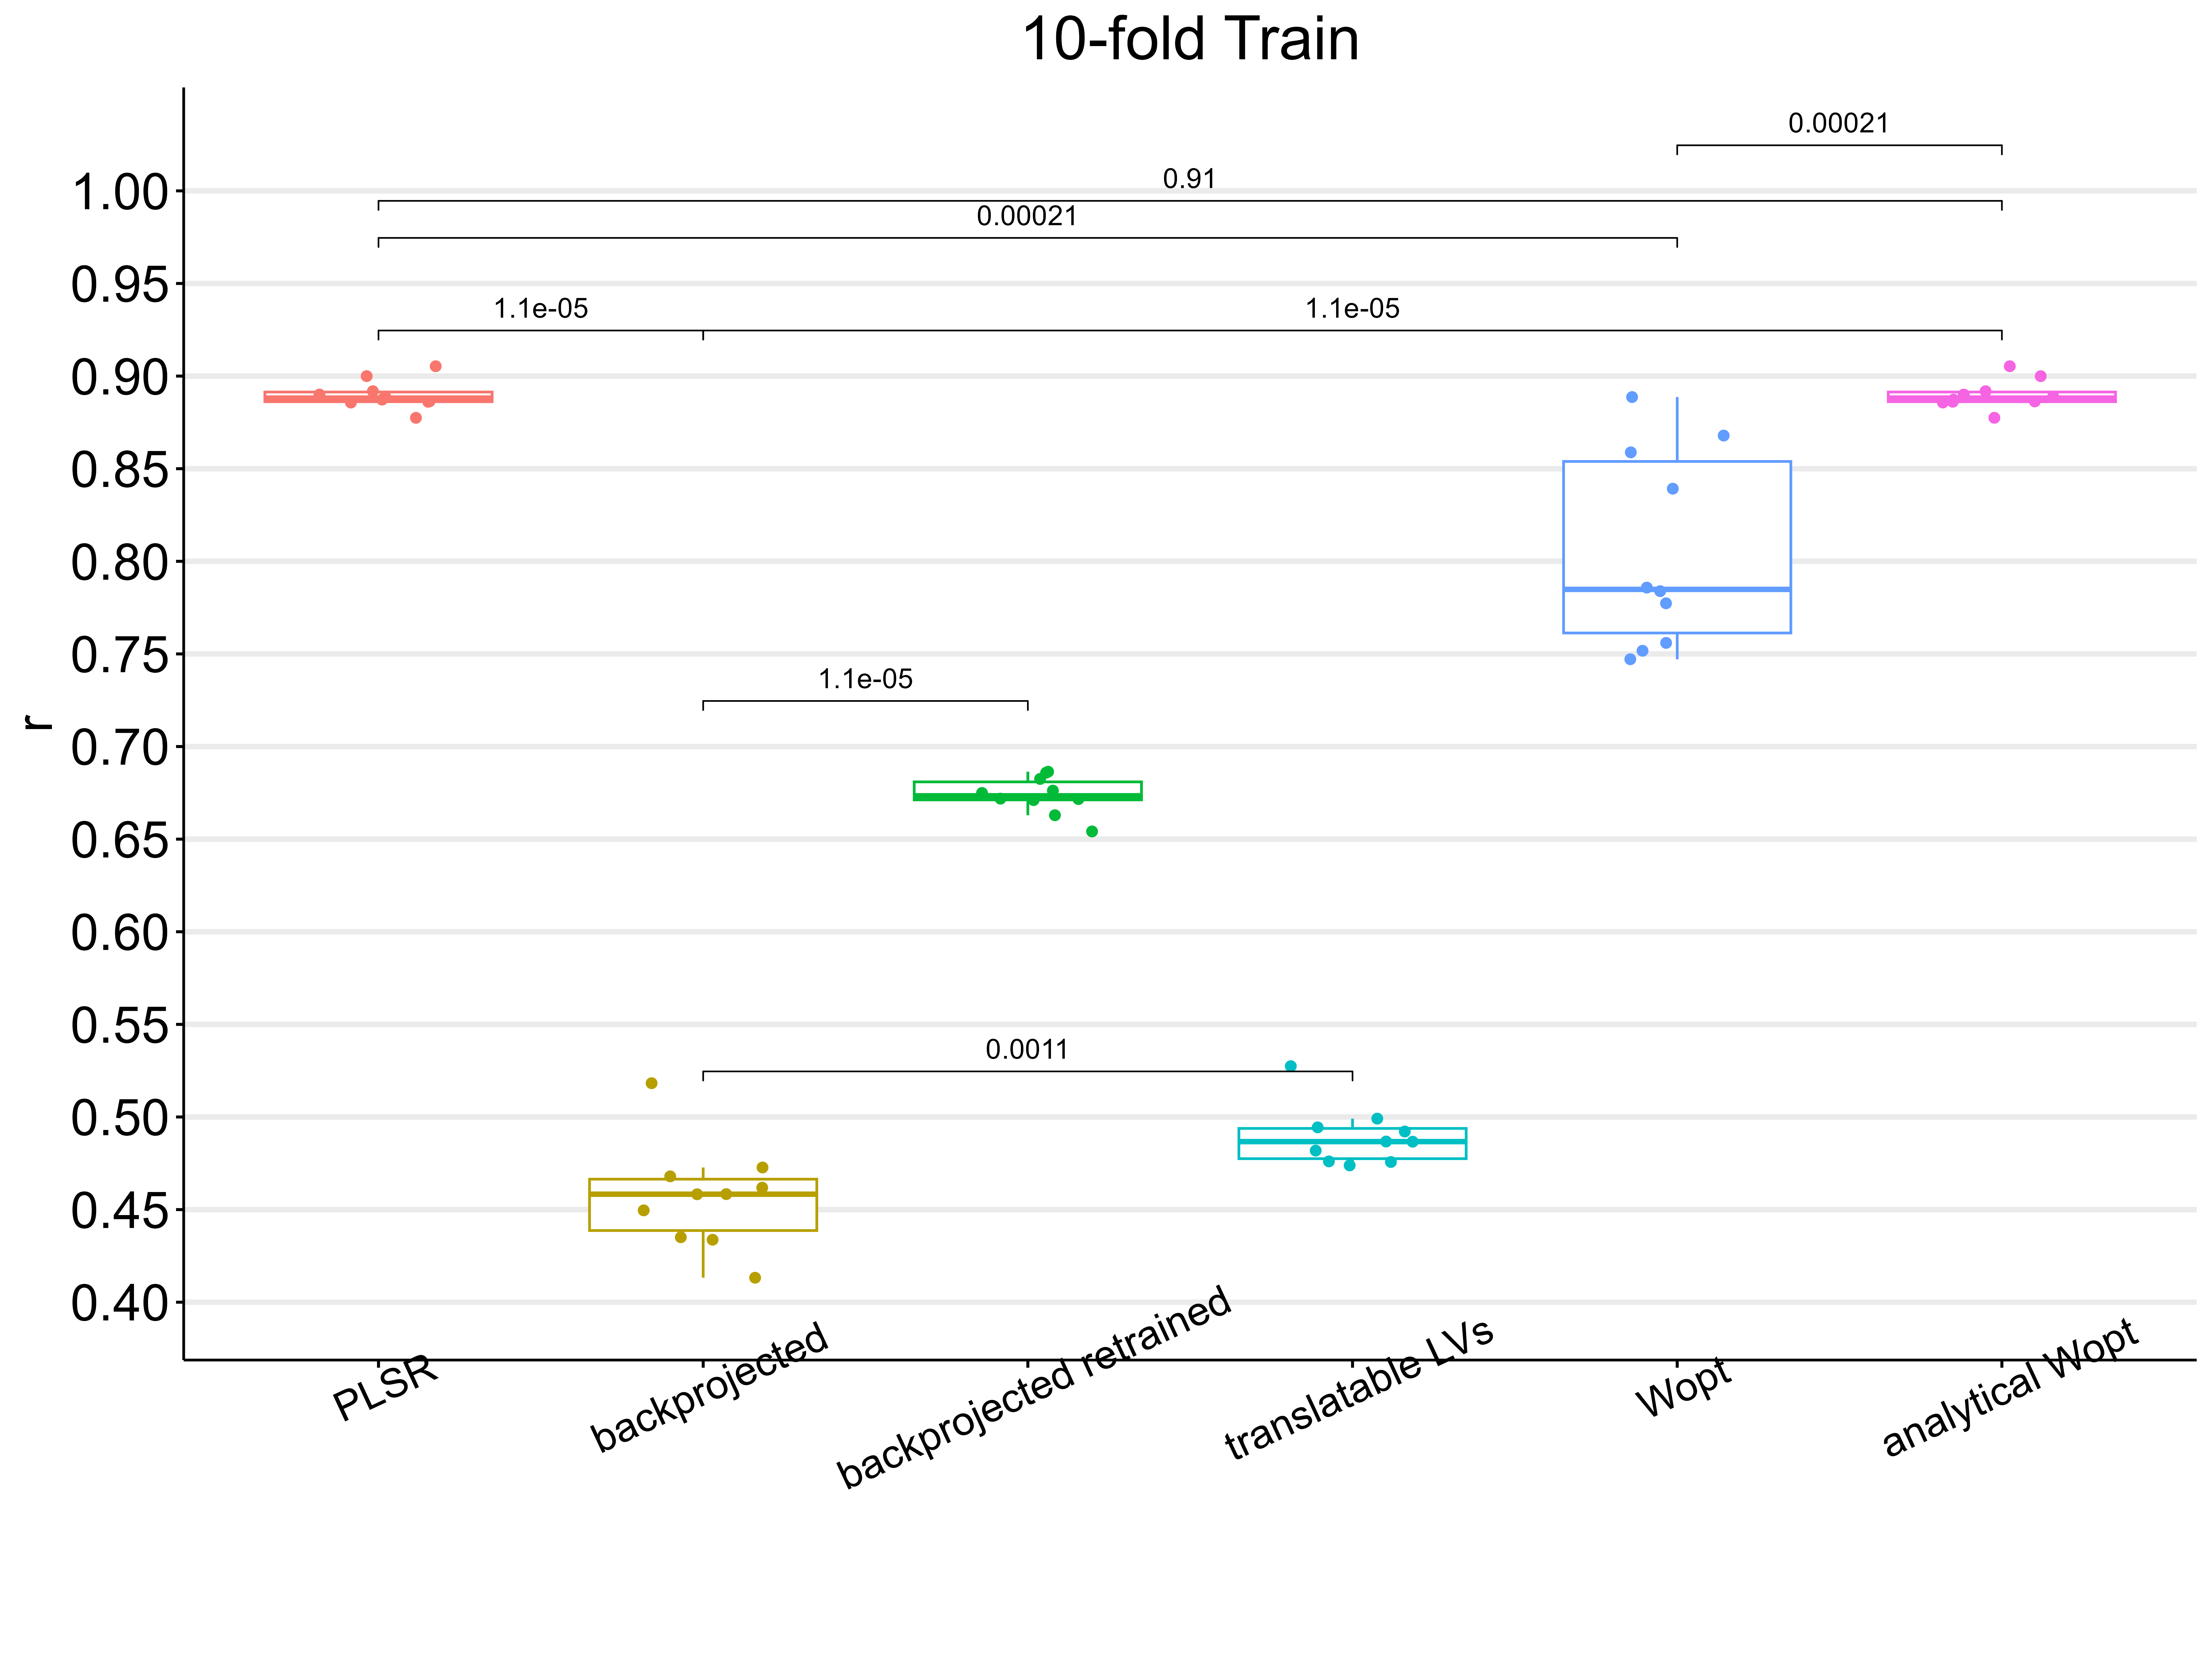 10-fold Train
0.00021
0.91
0.00021
1.1e-05 1.1e-05
1.1e-05
0.0011
r
1.00
0.95
0.90
0.85
0.80
0.75
0.70
0.65
0.60
0.55
0.50
0.45
0.40
PLSR
backprojected
backprojected retrained
translatable LVs
Wopt
analytical Wopt